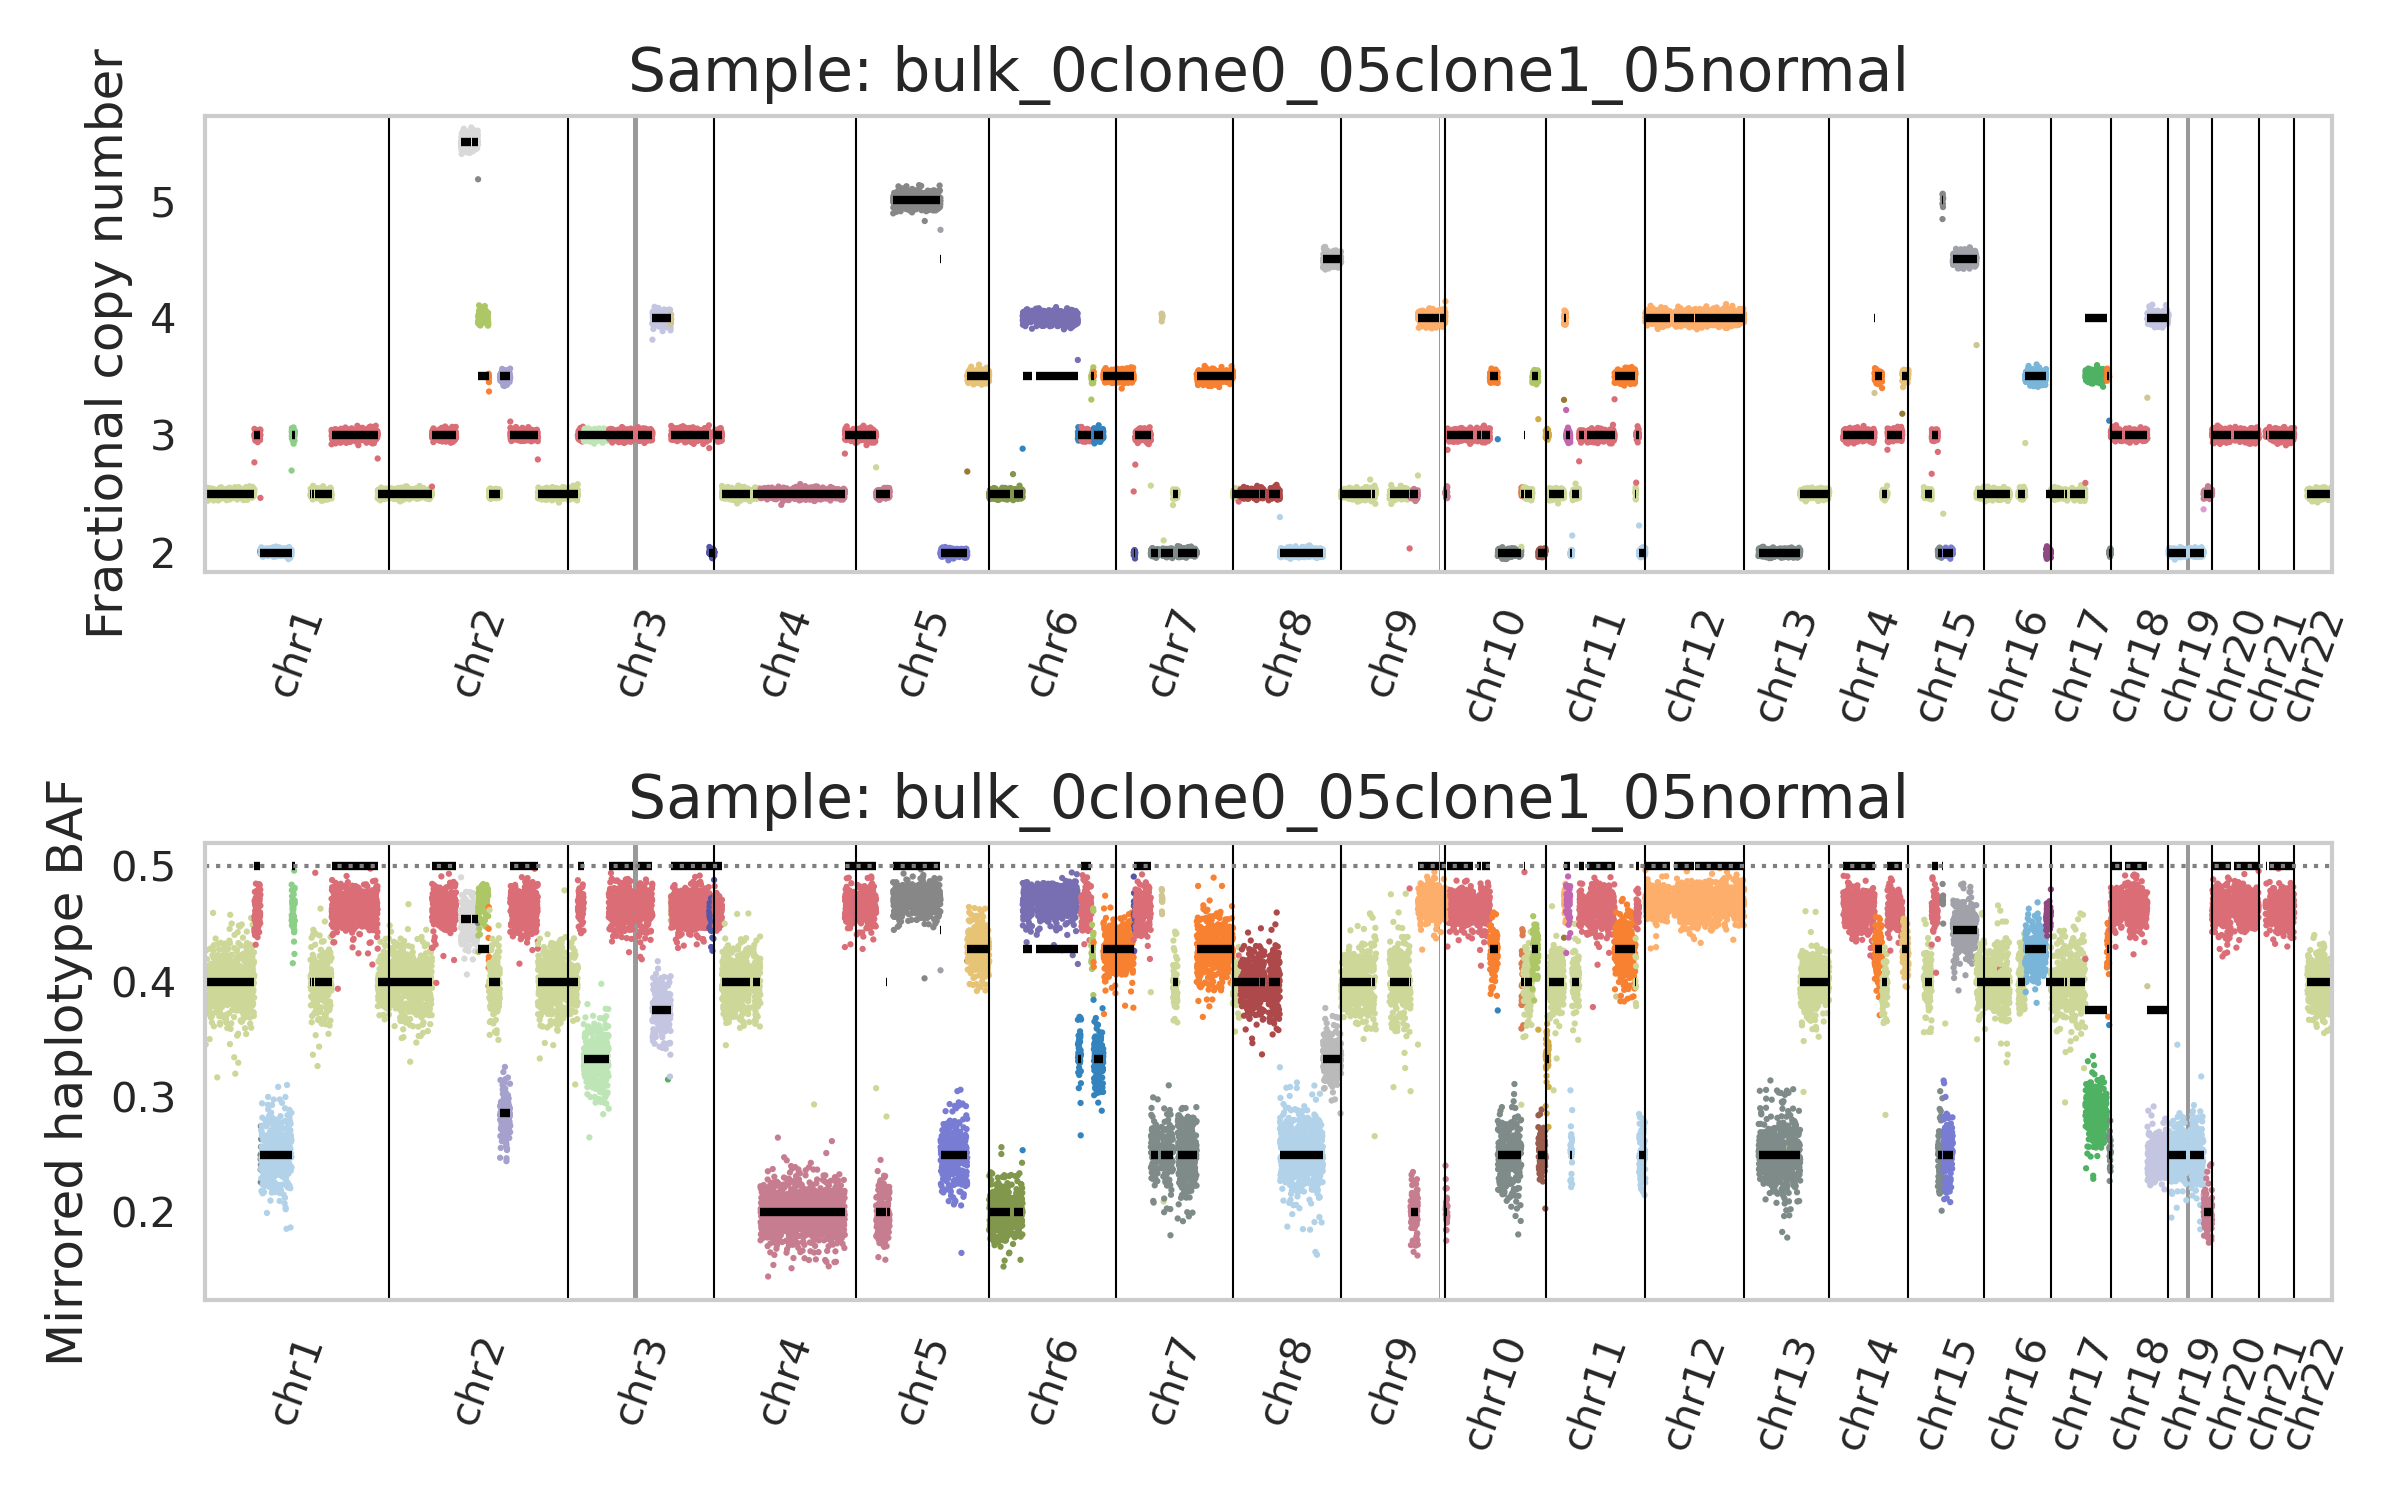 Sample: bulk_0clone0_05clone1_05normal
Fractional copy number
5
4
3
2
chr1
chr2
chr3
chr4
chr5
chr6
chr7
chr8
chr9
chr10
chr11
chr12
chr13
chr14
chr15
chr16
chr17
chr18
chr19
chr20
chr21
chr22
Sample: bulk_0clone0_05clone1_05normal
Mirrored haplotype BAF
0.5
0.4
0.3
0.2
chr1
chr2
chr3
chr4
chr5
chr6
chr7
chr8
chr9
chr10
chr11
chr12
chr13
chr14
chr15
chr16
chr17
chr18
chr19
chr20
chr21
chr22